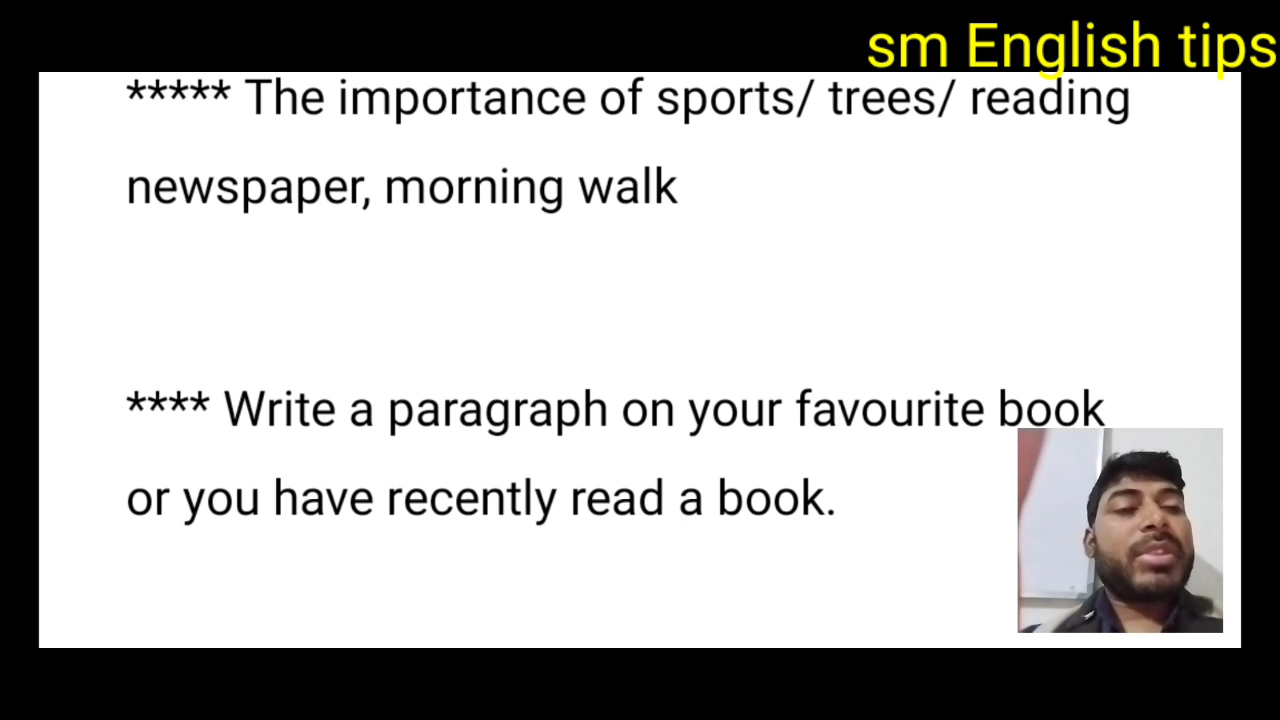 sm English tips
***** The importance of sports/ trees/ reading
newspaper, morning walk
**** Write a paragraph on your favourite book
or you have recently read a book.